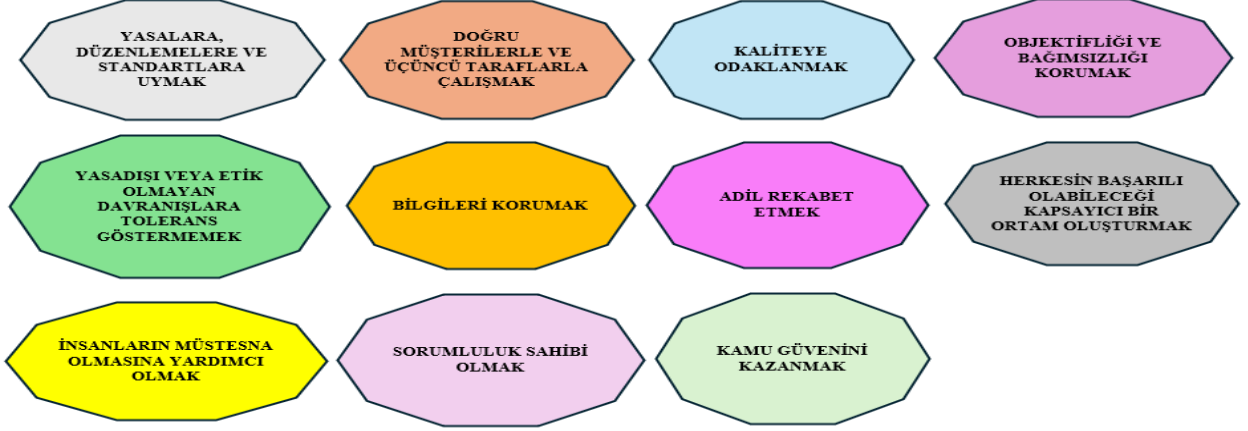 YASALARA,
DÜZENLEMELERE VE
STANDARTLARA
UYMAK
DOĞRU
MÜŞTERİLERLE VE
ÜÇÜNCÜ TARAFLARLA
ÇALIŞMAK
KALİTEYE
ODAKLANMAK
OBJEKTİFLİĞİ VE
BAĞIMSIZLIĞI
KORUMAK
YASADIŞI VEYA ETİK
OLMAYAN
DAVRANIŞLARA
TOLERANS
GÖSTERMEMEK
BİLGİLERİ KORUMAK
ADİL REKABET
ETMEK
HERKESİN BAŞARILI
OLABİLECEĞİ
KAPSAYICI BİR
ORTAM OLUŞTURMAK
İNSANLARIN MÜSTESNA
OLMASINA YARDIMCI
OLMAK
SORUMLULUK SAHİBİ
OLMAK
KAMU GÜVENİNİ
KAZANMAK